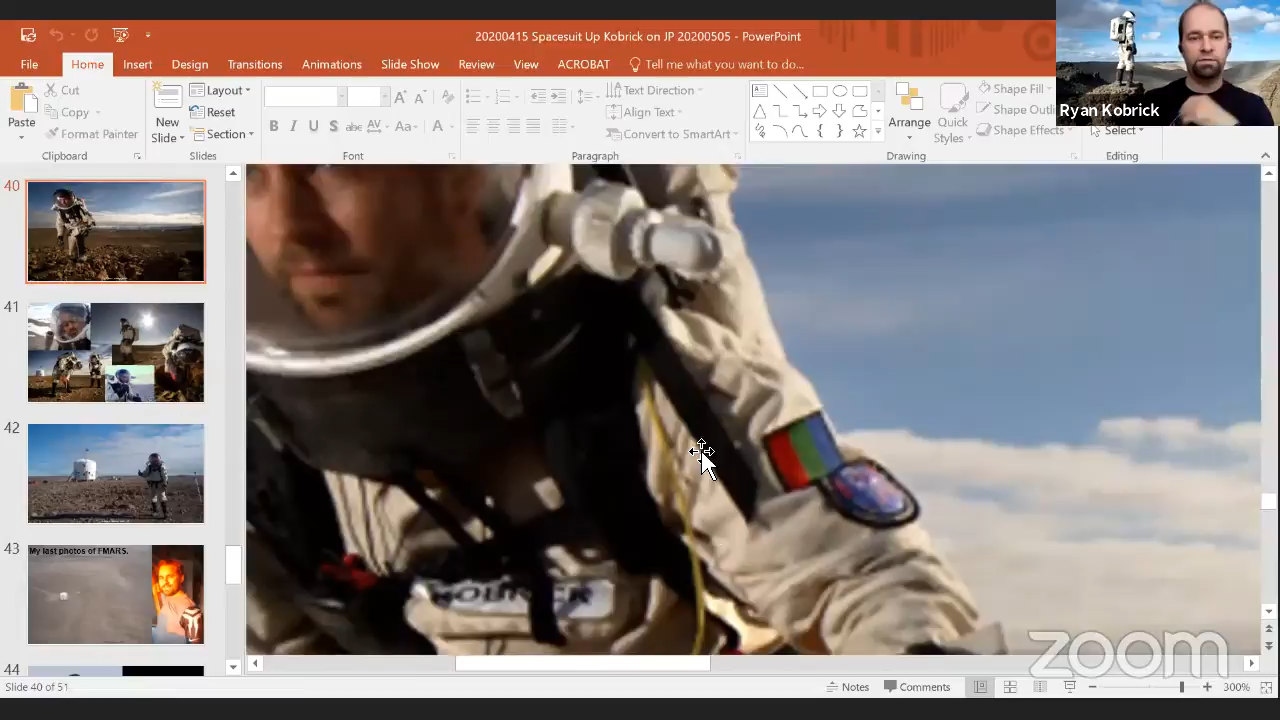 20200415 Spacesuit Up Kobrick on JP 20200505 - PowerPoint
File Home Insert Design Transitions Animations Slide Show Review View ACROBAT Tell me what you want to do...
Ryan Kobrick
Paste
Cut
Copy
Format Painter
Clipboard
New Slide
Layout
Reset
Section
Slides
B I U S abc AV Aa A
Font
Text Direction
Align Text
Convert to SmartArt
Paragraph
Arrange
Quick Styles
Shape Fill
Shape Outl
Shape Effects
Drawing
Select
Editing
40
41
42
43
My last photos of FMARS.
44
KOBRICK
zoom
Slide 40 of 51
Notes
Comments
300%